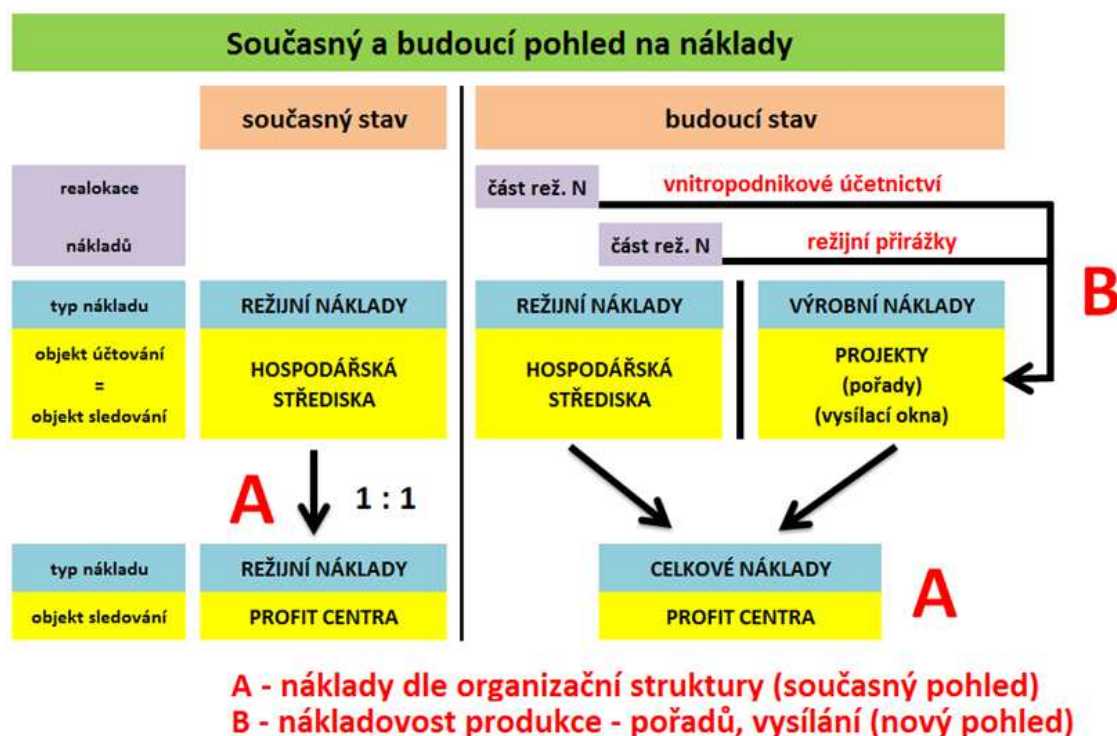 Současný a budoucí pohled na náklady
současný stav
budoucí stav
realokace
nákladů
část rež. N
vnitropodnikové účetnictví
část rež. N
režijní přirážky
B
typ nákladu
REŽIJNÍ NÁKLADY
REŽIJNÍ NÁKLADY
VÝROBNÍ NÁKLADY
objekt účtování
=
objekt sledování
HOSPODÁŘSKÁ
STŘEDISKA
HOSPODÁŘSKÁ
STŘEDISKA
PROJEKTY
(pořady)
(vysílací okna)
A
1 : 1
typ nákladu
REŽIJNÍ NÁKLADY
CELKOVÉ NÁKLADY
objekt sledování
PROFIT CENTRA
PROFIT CENTRA
A
A - náklady dle organizační struktury (současný pohled)
B - nákladovost produkce - pořadů, vysílání (nový pohled)